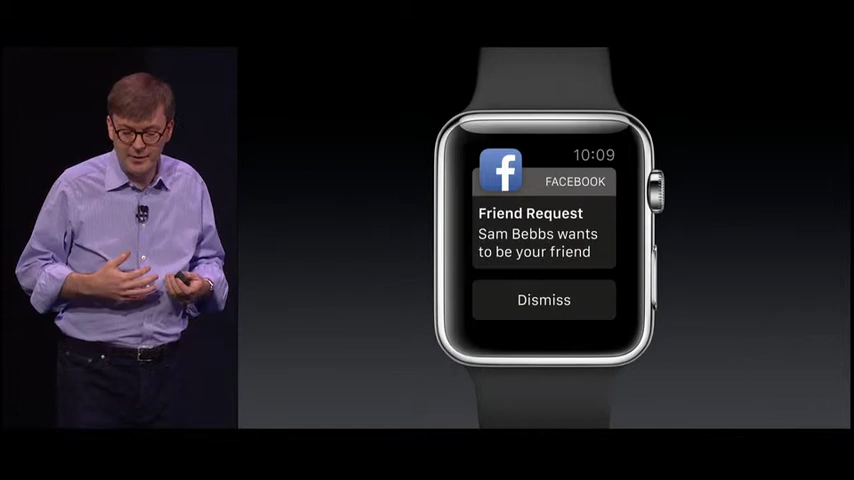 10:09
f
FACEBOOK
Friend Request
Sam Bebbs wants
to be your friend
Dismiss